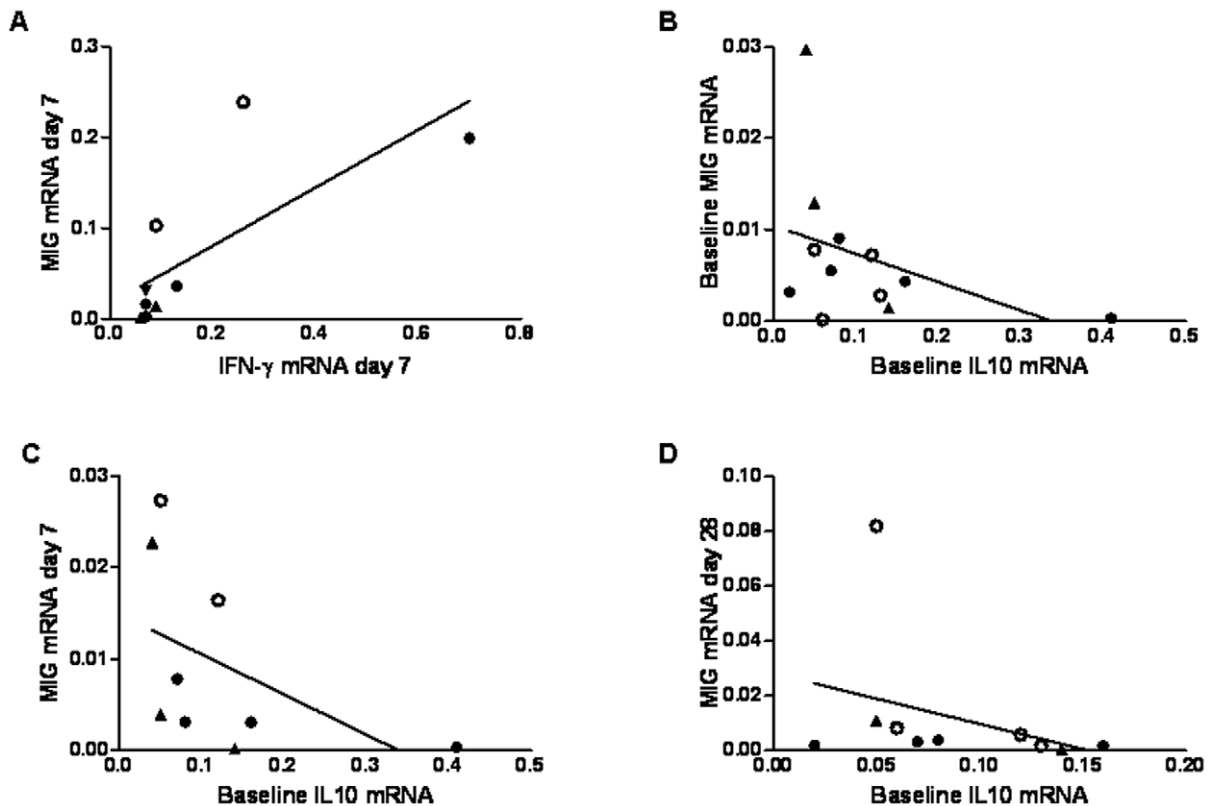 A
MIG mRNA day 7
0.3
0.2
0.1
0.0
0.0 0.2 0.4 0.6 0.8
IFN-γ mRNA day 7
B
Baseline MIG mRNA
0.03
0.02
0.01
0.00
0.0 0.1 0.2 0.3 0.4 0.5
Baseline IL10 mRNA
C
MIG mRNA day 7
0.03
0.02
0.01
0.00
0.0 0.1 0.2 0.3 0.4 0.5
Baseline IL10 mRNA
D
MIG mRNA day 28
0.10
0.08
0.06
0.04
0.02
0.00
0.00 0.05 0.10 0.15 0.20
Baseline IL10 mRNA